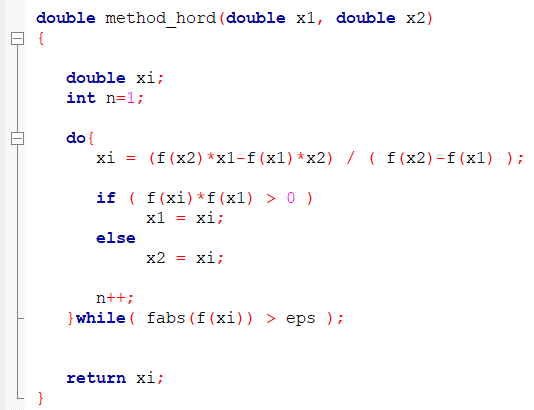 double method_hord(double x1, double x2)
{
double xi;
int n=1;
do{
xi = (f(x2)*x1-f(x1)*x2) / ( f(x2)-f(x1) );
if ( f(xi)*f(x1) > 0 )
x1 = xi;
else
x2 = xi;
n++;
}while( fabs(f(xi)) > eps );
return xi;
}